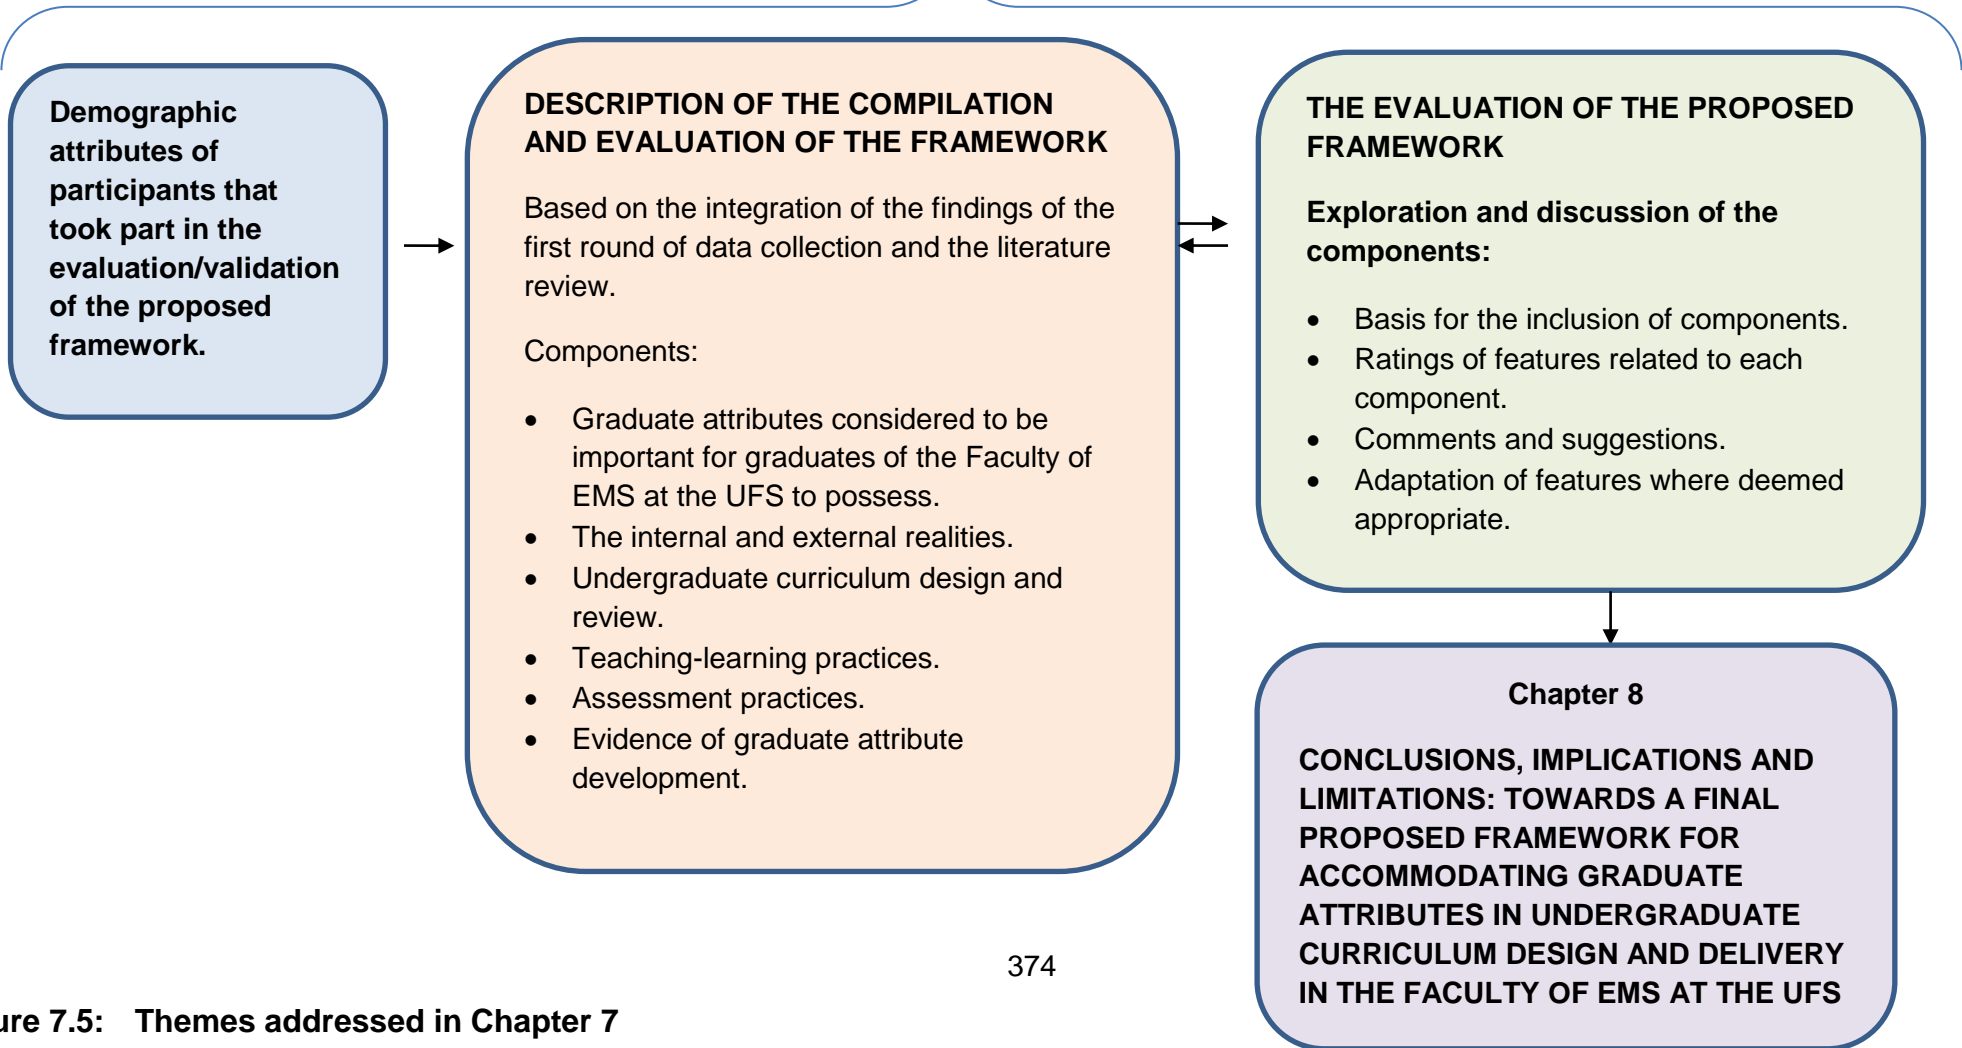 Demographic
attributes of
participants that
took part in the
evaluation/validation
of the proposed
framework.
DESCRIPTION OF THE COMPILATION
AND EVALUATION OF THE FRAMEWORK
Based on the integration of the findings of the
first round of data collection and the literature
review.
Components:
• Graduate attributes considered to be
important for graduates of the Faculty of
EMS at the UFS to possess.
• The internal and external realities.
• Undergraduate curriculum design and
review.
• Teaching-learning practices.
• Assessment practices.
• Evidence of graduate attribute
development.
THE EVALUATION OF THE PROPOSED
FRAMEWORK
Exploration and discussion of the
components:
• Basis for the inclusion of components.
• Ratings of features related to each
component.
• Comments and suggestions.
• Adaptation of features where deemed
appropriate.
Chapter 8
CONCLUSIONS, IMPLICATIONS AND
LIMITATIONS: TOWARDS A FINAL
PROPOSED FRAMEWORK FOR
ACCOMMODATING GRADUATE
ATTRIBUTES IN UNDERGRADUATE
CURRICULUM DESIGN AND DELIVERY
IN THE FACULTY OF EMS AT THE UFS
374
ure 7.5: Themes addressed in Chapter 7